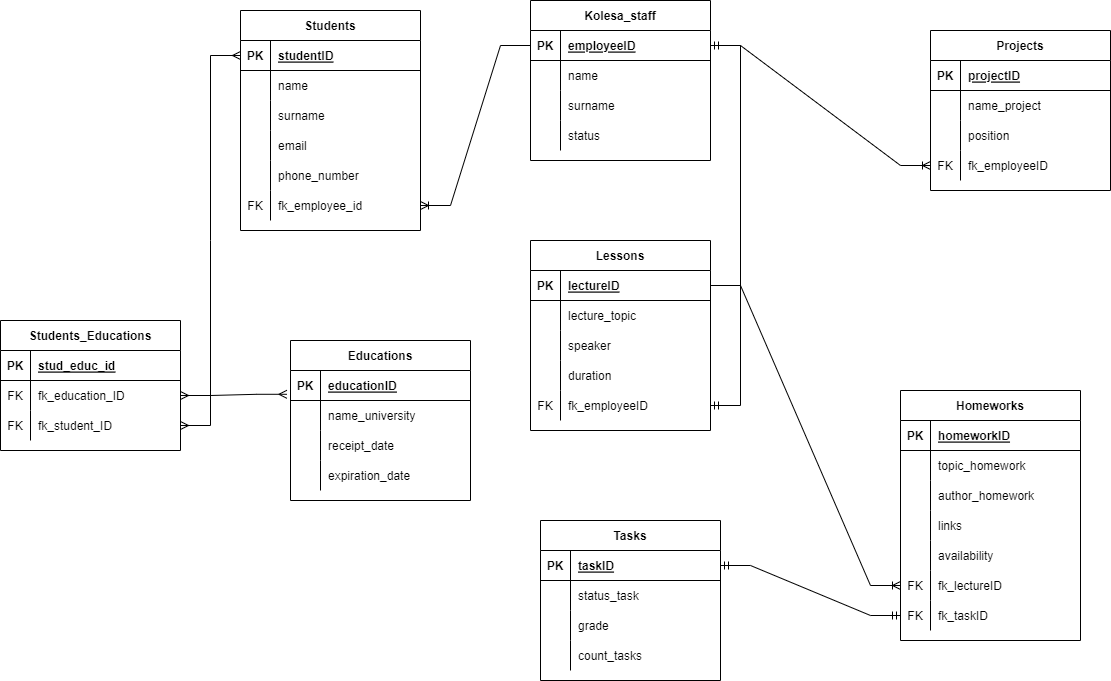 Students
PK studentID
name
surname
email
phone_number
FK fk_employee_id
Kolesa_staff
PK employeeID
name
surname
status
Projects
PK projectID
name_project
position
FK fk_employeeID
Lessons
PK lectureID
lecture_topic
speaker
duration
FK fk_employeeID
Students_Educations
PK stud_educ_id
FK fk_education_ID
FK fk_student_ID
Educations
PK educationID
name_university
receipt_date
expiration_date
Homeworks
PK homeworkID
topic_homework
author_homework
links
availability
FK fk_lectureID
FK fk_taskID
Tasks
PK taskID
status_task
grade
count_tasks